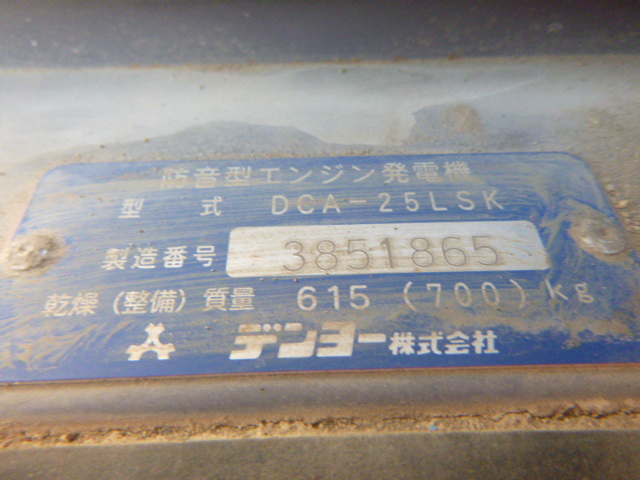 防音型エンジン発電機
型式 DCA-25LSK
製造番号 3851865
乾燥(整備)質量 615(700)kg
デンヨー株式会社